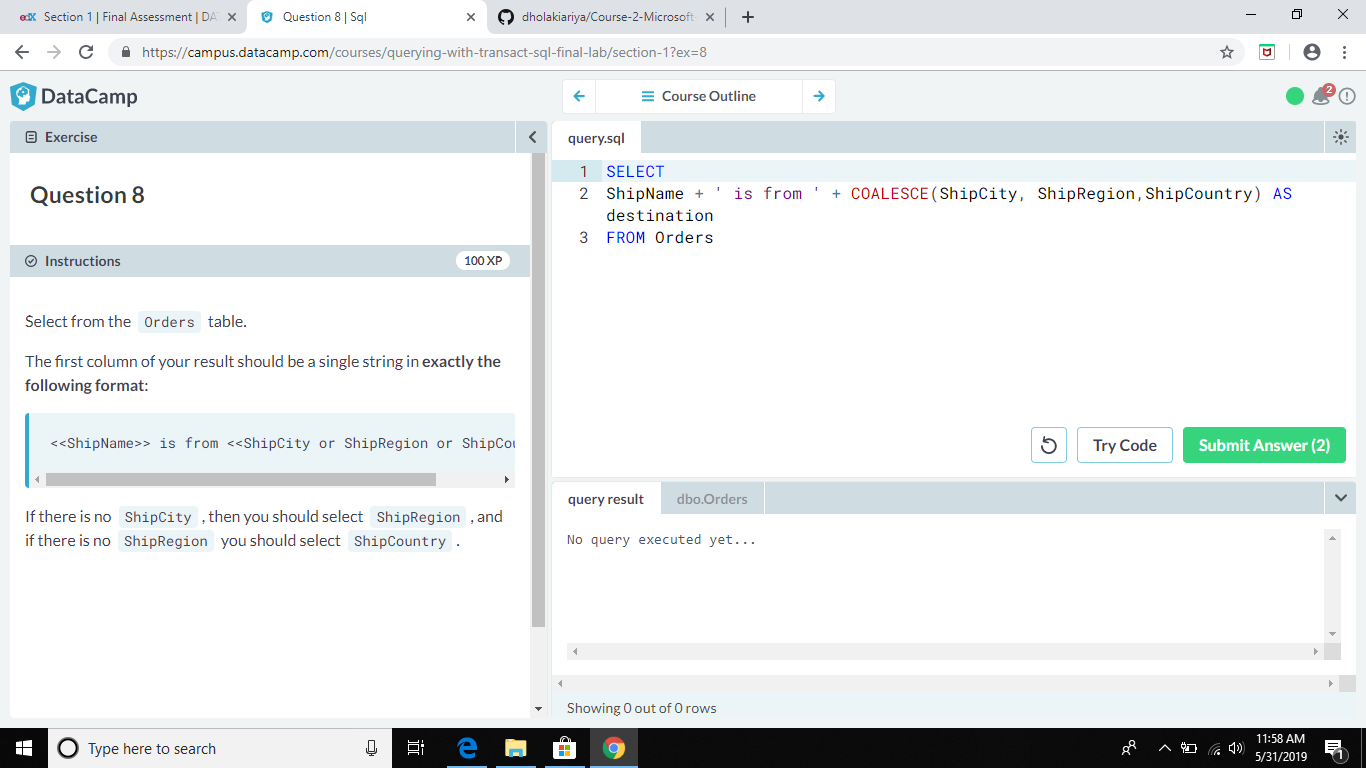 Section 1 | Final Assessment | DA
Question 8 | Sql
dholakiariya/Course-2-Microsoft
https://campus.datacamp.com/courses/querying-with-transact-sql-final-lab/section-1?ex=8
DataCamp
Course Outline
2
Exercise
query.sql
Question 8
1 SELECT
2 ShipName + ' is from ' + COALESCE(ShipCity, ShipRegion,ShipCountry) AS
destination
3 FROM Orders
Instructions
100 XP
Select from the Orders table.
The first column of your result should be a single string in exactly the
following format:
<<ShipName>> is from <<ShipCity or ShipRegion or ShipCou
If there is no ShipCity , then you should select ShipRegion , and
if there is no ShipRegion you should select ShipCountry .
Try Code
Submit Answer (2)
query result
dbo.Orders
No query executed yet...
Showing 0 out of 0 rows
Type here to search
11:58 AM
5/31/2019
1